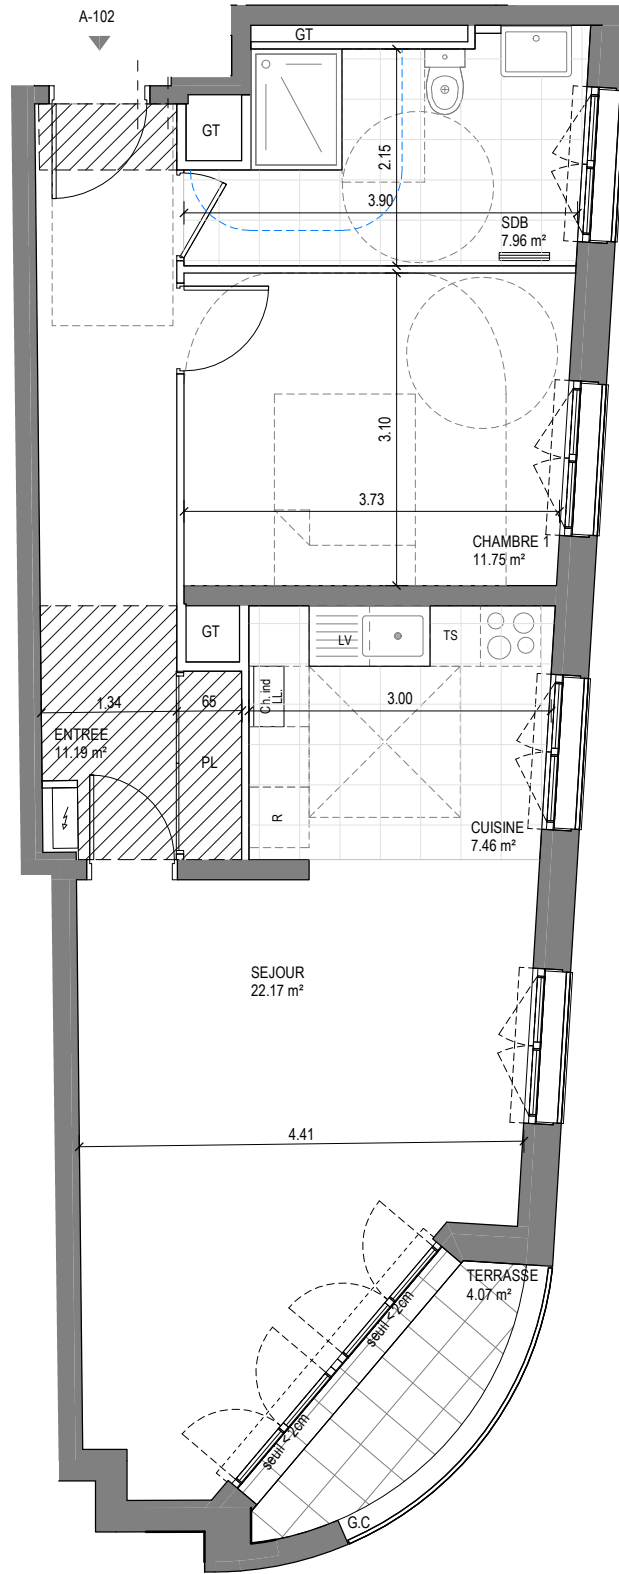 A-102
GT
GT
2.15
3.90
SDB
7.96 m²
3.10
3.73
CHAMBRE 1
11.75 m²
GT
LV
TS
Ch. ind
LL.
1.34
65
3.00
ENTREE
11.19 m²
PL
R
CUISINE
7.46 m²
SEJOUR
22.17 m²
4.41
TERRASSE
4.07 m²
seuil < 2cm
seuil < 2cm
G.C